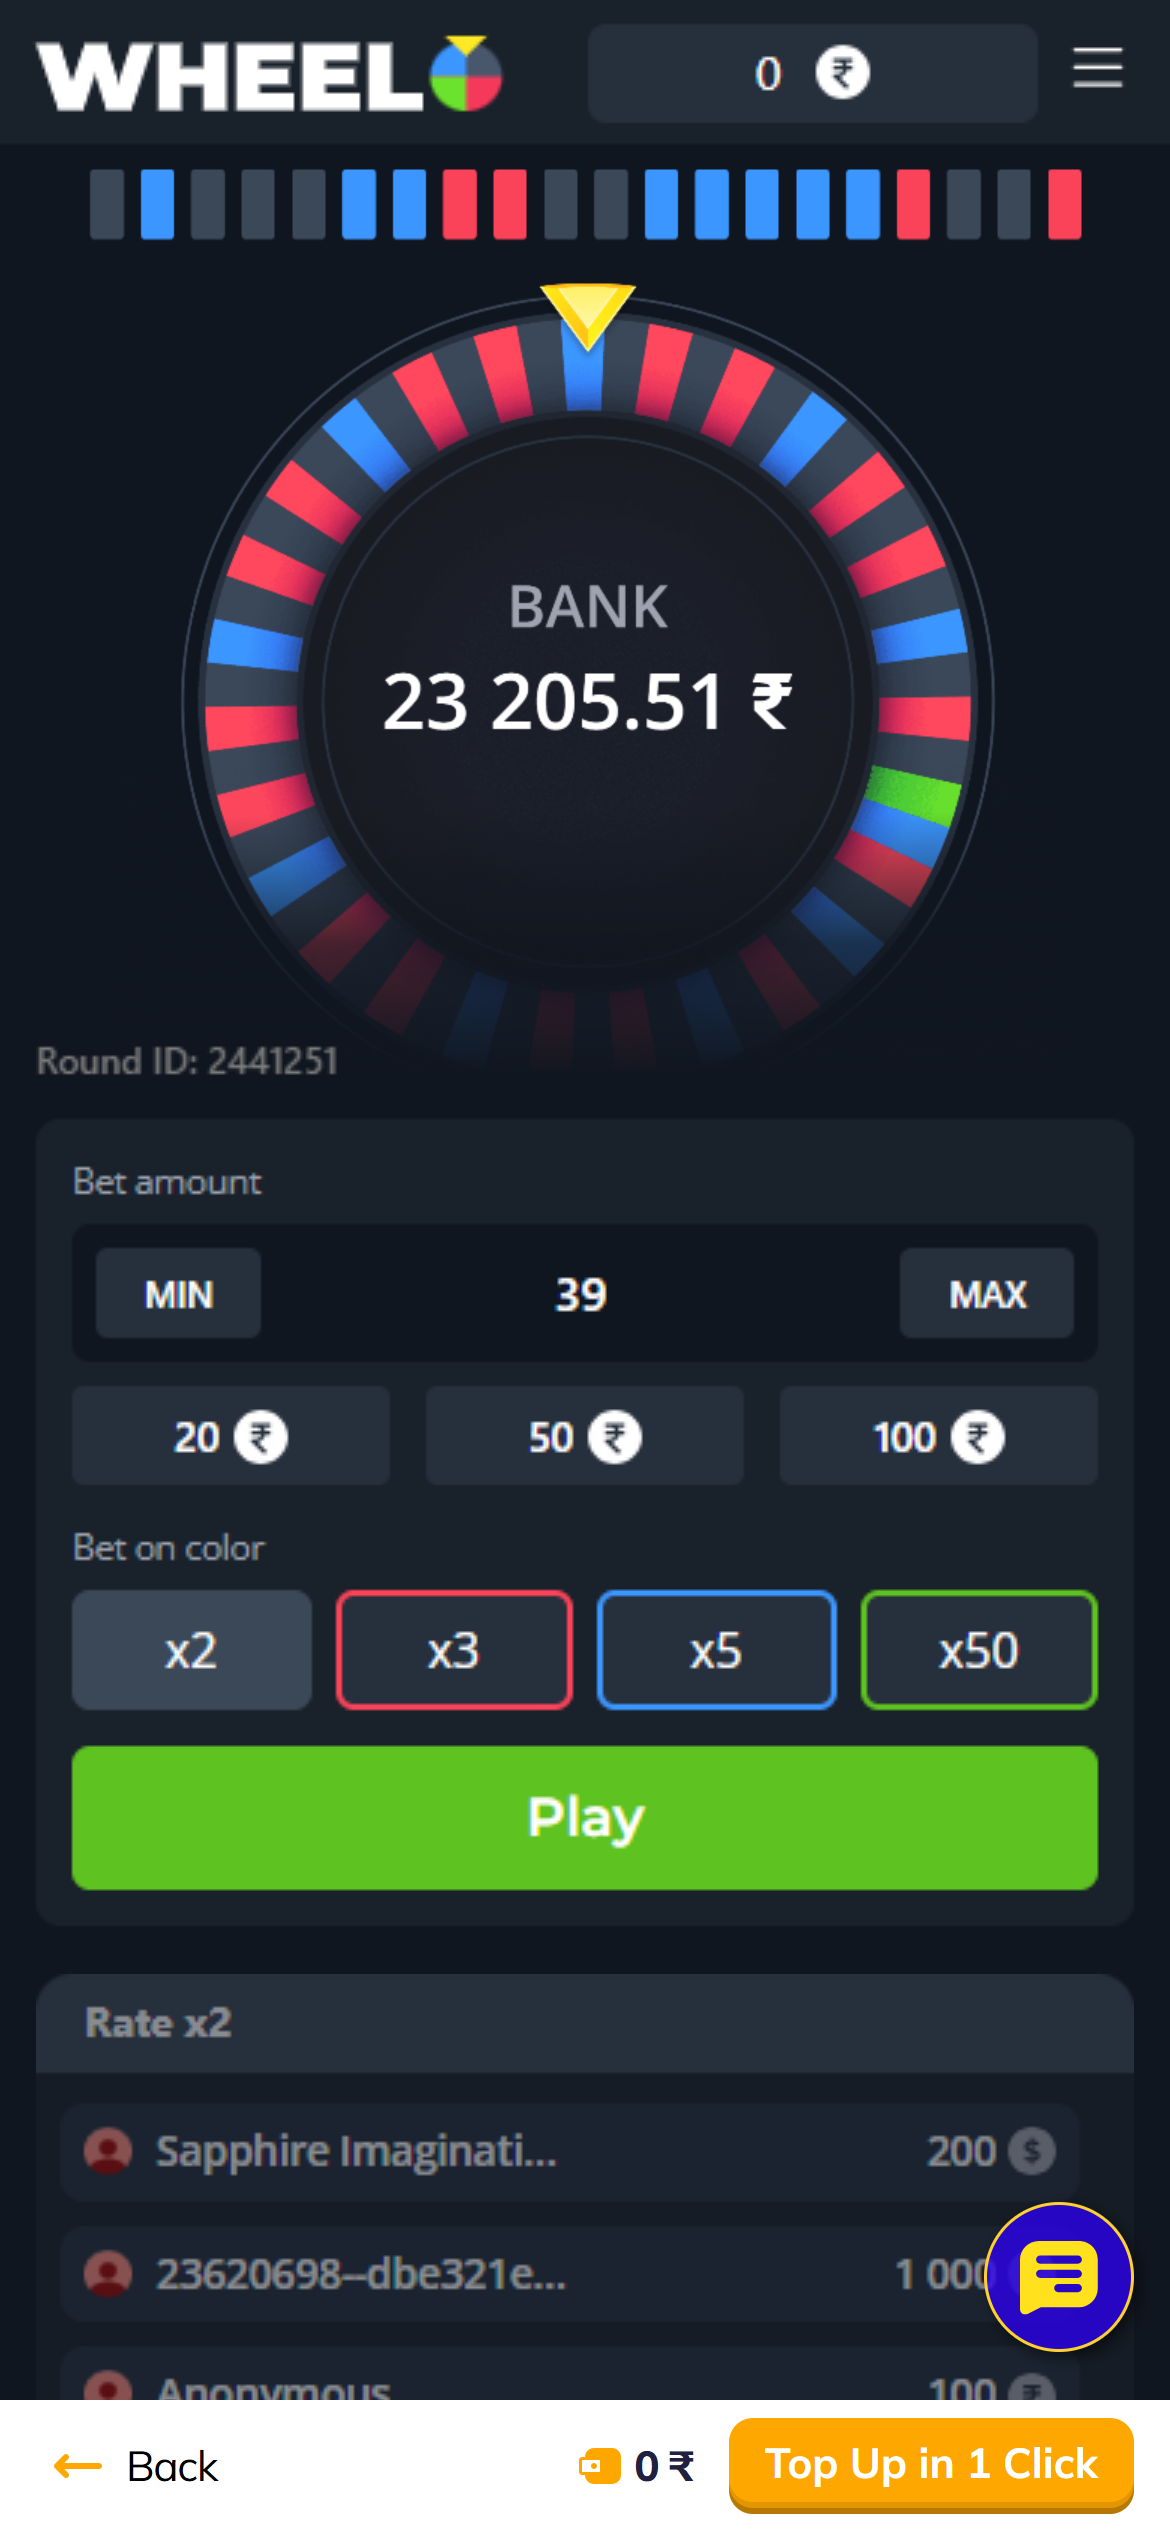 WHEEL
0 ₹
BANK
23 205.51 ₹
Round ID: 2441251
Bet amount
MIN 39 MAX
20 ₹ 50 ₹ 100 ₹
Bet on color
x2 x3 x5 x50
Play
Rate x2
Sapphire Imaginati... 200 $
23620698--dbe321e... 1 000
Anonymous 100 ₹
Back 0 ₹ Top Up in 1 Click